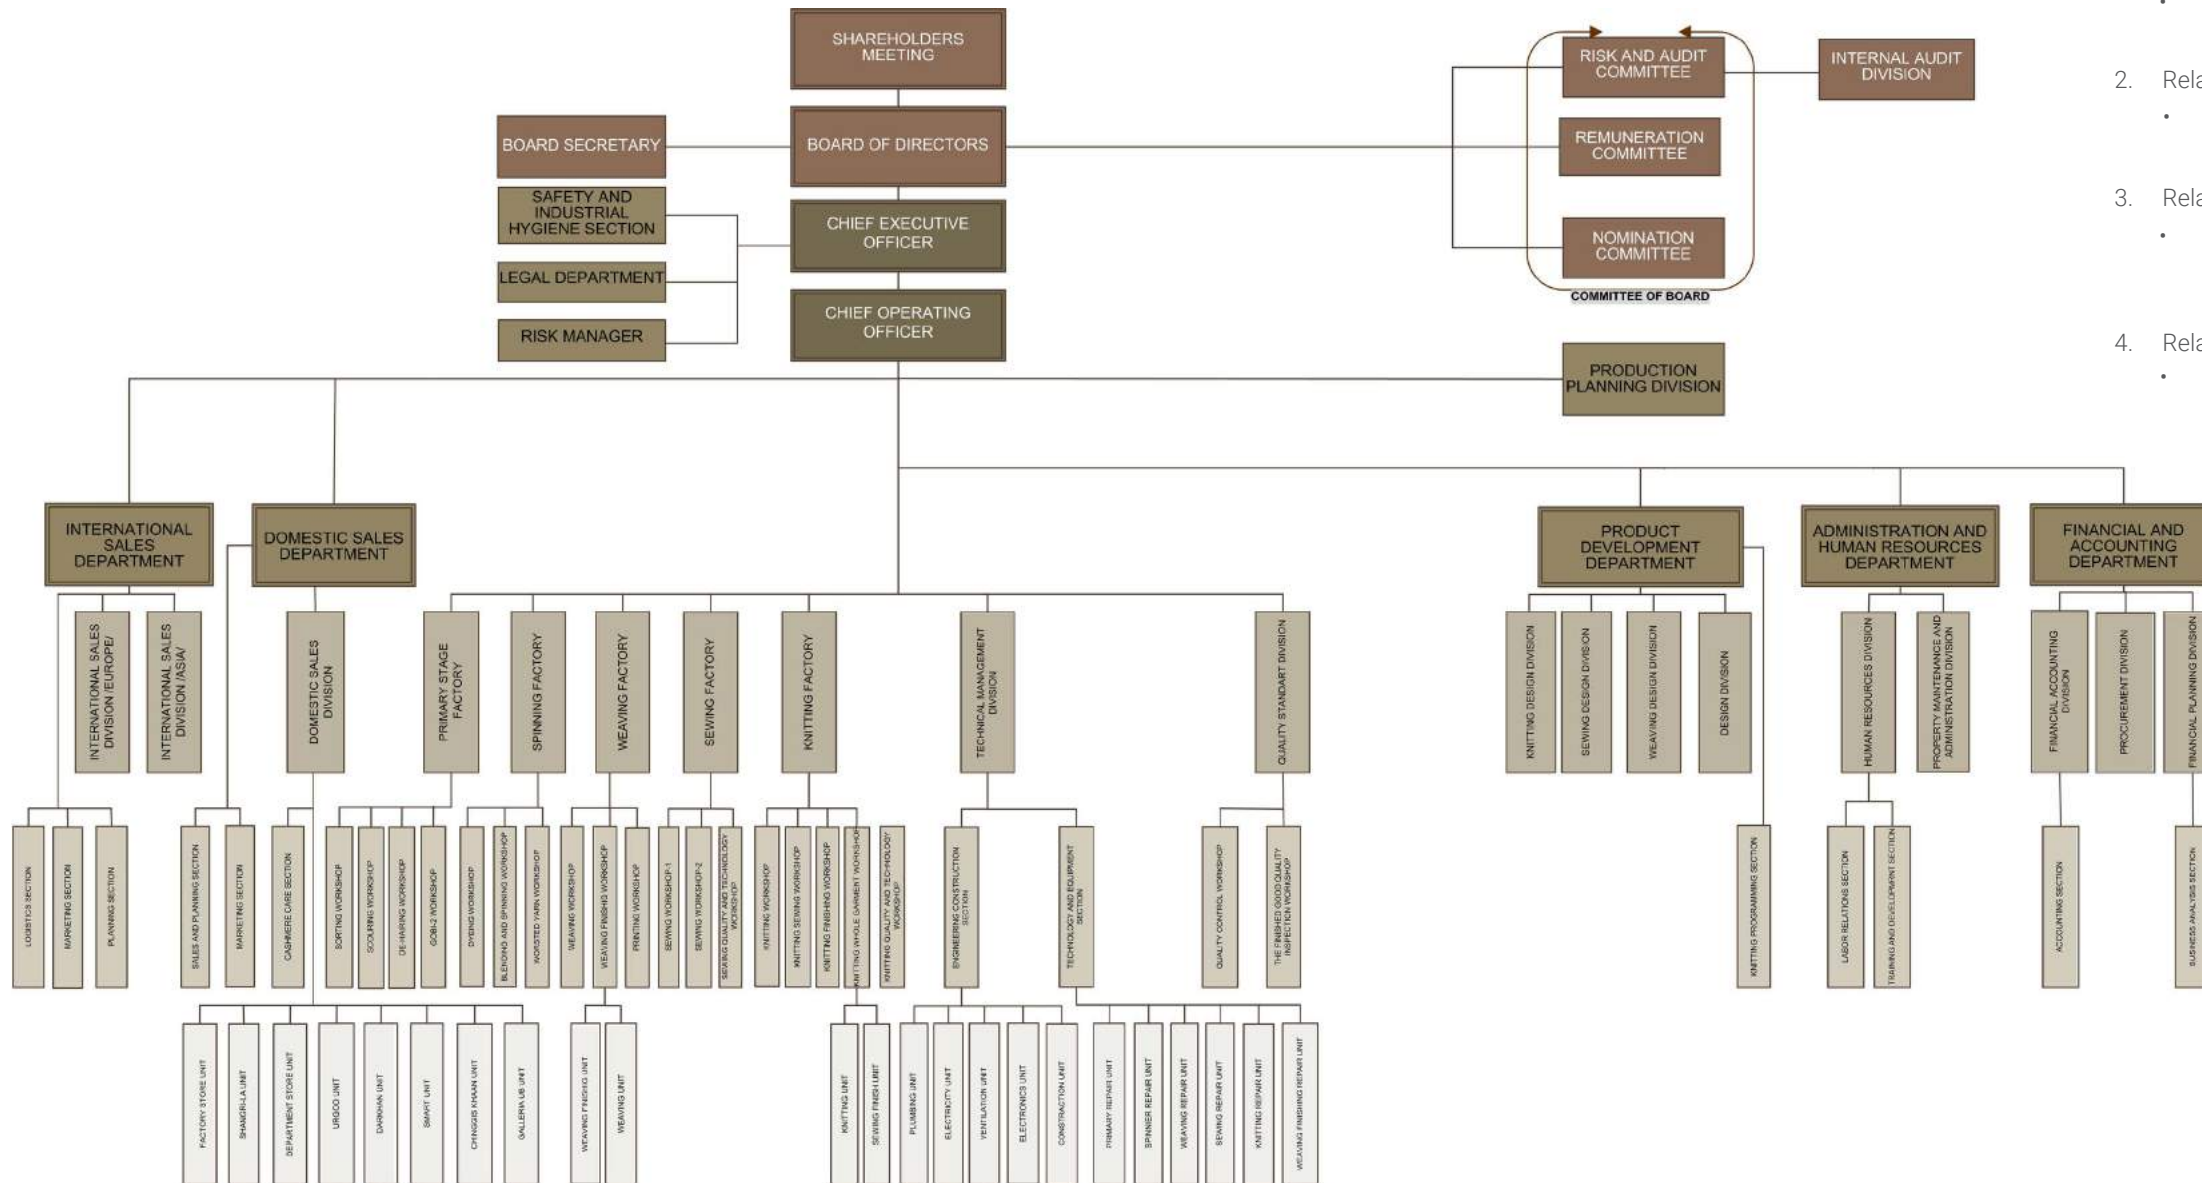 SHAREHOLDERS
MEETING
RISK AND AUDIT
COMMITTEE
INTERNAL AUDIT
DIVISION
2. Rela
•
BOARD SECRETARY
BOARD OF DIRECTORS
REMUNERATION
COMMITTEE
SAFETY AND
INDUSTRIAL
HYGIENE SECTION
CHIEF EXECUTIVE
OFFICER
NOMINATION
COMMITTEE
3. Rela
•
LEGAL DEPARTMENT
COMMITTEE OF BOARD
CHIEF OPERATING
OFFICER
RISK MANAGER
4. Rela
•
PRODUCTION
PLANNING DIVISION
INTERNATIONAL
SALES
DEPARTMENT
DOMESTIC SALES
DEPARTMENT
PRODUCT
DEVELOPMENT
DEPARTMENT
ADMINISTRATION AND
HUMAN RESOURCES
DEPARTMENT
FINANCIAL AND
ACCOUNTING
DEPARTMENT
INTERNATIONAL SALES
DIVISION /EUROPE/
INTERNATIONAL SALES
DIVISION /ASIA/
DOMESTIC SALES
DIVISION
PRIMARY STAGE
FACTORY
SPINNING FACTORY
WEAVING FACTORY
SEWING FACTORY
KNITTING FACTORY
TECHNICAL MANAGEMENT
DIVISION
QUALITY STANDART DIVISION
KNITTING DESIGN DIVISION
SEWING DESIGN DIVISION
WEAVING DESIGN DIVISION
DESIGN DIVISION
HUMAN RESOURCES DIVISION
PROPERTY MAINTENANCE AND
ADMINISTRATION DIVISION
FINANCIAL ACCOUNTING
DIVISION
PROCUREMENT DIVISION
FINANCIAL PLANNING DIVISION
LOGISTICS SECTION
MARKETING SECTION
PLANNING SECTION
SALES AND PLANNING SECTION
MARKETING SECTION
CASHMERE CARE SECTION
SORTING WORKSHOP
SCOURING WORKSHOP
DE-HAIRING WORKSHOP
GOBI-2 WORKSHOP
DYEING WORKSHOP
BLENDING AND SPINNING WORKSHOP
WORSTED YARN WORKSHOP
WEAVING WORKSHOP
WEAVING FINISHIG WORKSHOP
PRINTING WORKSHOP
SEWING WORKSHOP-1
SEWING WORKSHOP-2
SEWING QUALITY AND TECHNOLOGY
WORKSHOP
KNITTING WORKSHOP
KNITTING SEWING WORKSHOP
KNITTING FINISHING WORKSHOP
KNITTING WHOLE GARMENT WORKSHOP
KNITTING QUALITY AND TECHNOLOGY
WORKSHOP
ENGINEERING CONSTRUCTION
SECTION
TECHNOLOGY AND EQUIPMENT
SECTION
QUALITY CONTROL WORKSHOP
THE FINISHED GOOD QUALITY
INSPECTION WORKSHOP
KNITTING PROGRAMMING SECTION
LABOR RELATIONS SECTION
TRAINING AND DEVELOPMENT SECTION
ACCOUNTING SECTION
BUSINESS ANALYSIS SECTION
FACTORY STORE UNIT
SHANGRI-LA UNIT
DEPARTMENT STORE UNIT
URGOO UNIT
DARKHAN UNIT
SMART UNIT
CHINGGIS KHAAN UNIT
GALLERIA UB UNIT
WEAVING FINISHIG UNIT
WEAVING UNIT
KNITTING UNIT
SEWING FINISH UNIT
PLUMBING UNIT
ELECTRICITY UNIT
VENTILATION UNIT
ELECTRONICS UNIT
CONSTRACTION UNIT
PRIMARY REPAIR UNIT
SPINNER REPAIR UNIT
WEAVING REPAIR UNIT
SEWING REPAIR UNIT
KNITTING REPAIR UNIT
WEAVING FINISHING REPAIR UNIT